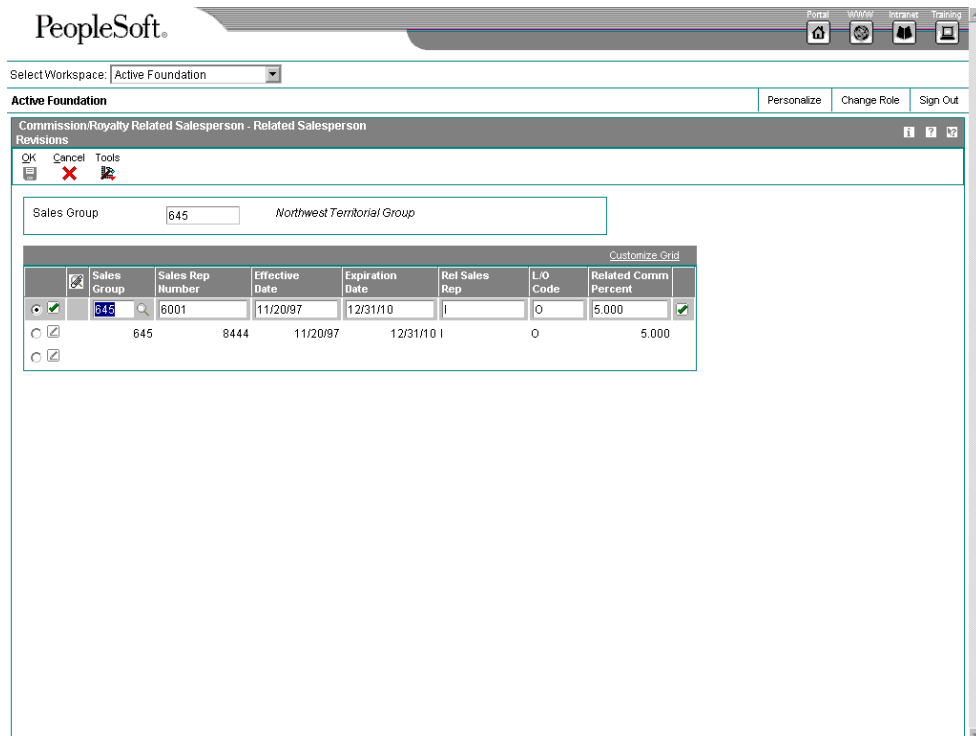 Portal WWW Intranet Training
PeopleSoft.
Select Workspace: Active Foundation
Active Foundation Personalize Change Role Sign Out
Commission/Royalty Related Salesperson - Related Salesperson
Revisions
OK Cancel Tools
Sales Group 645 Northwest Territorial Group
Customize Grid
Sales Group Sales Rep Number Effective Date Expiration Date Rel Sales Rep L/O Code Related Comm Percent
645 6001 11/20/97 12/31/10 I O 5.000
645 8444 11/20/97 12/31/10 I O 5.000